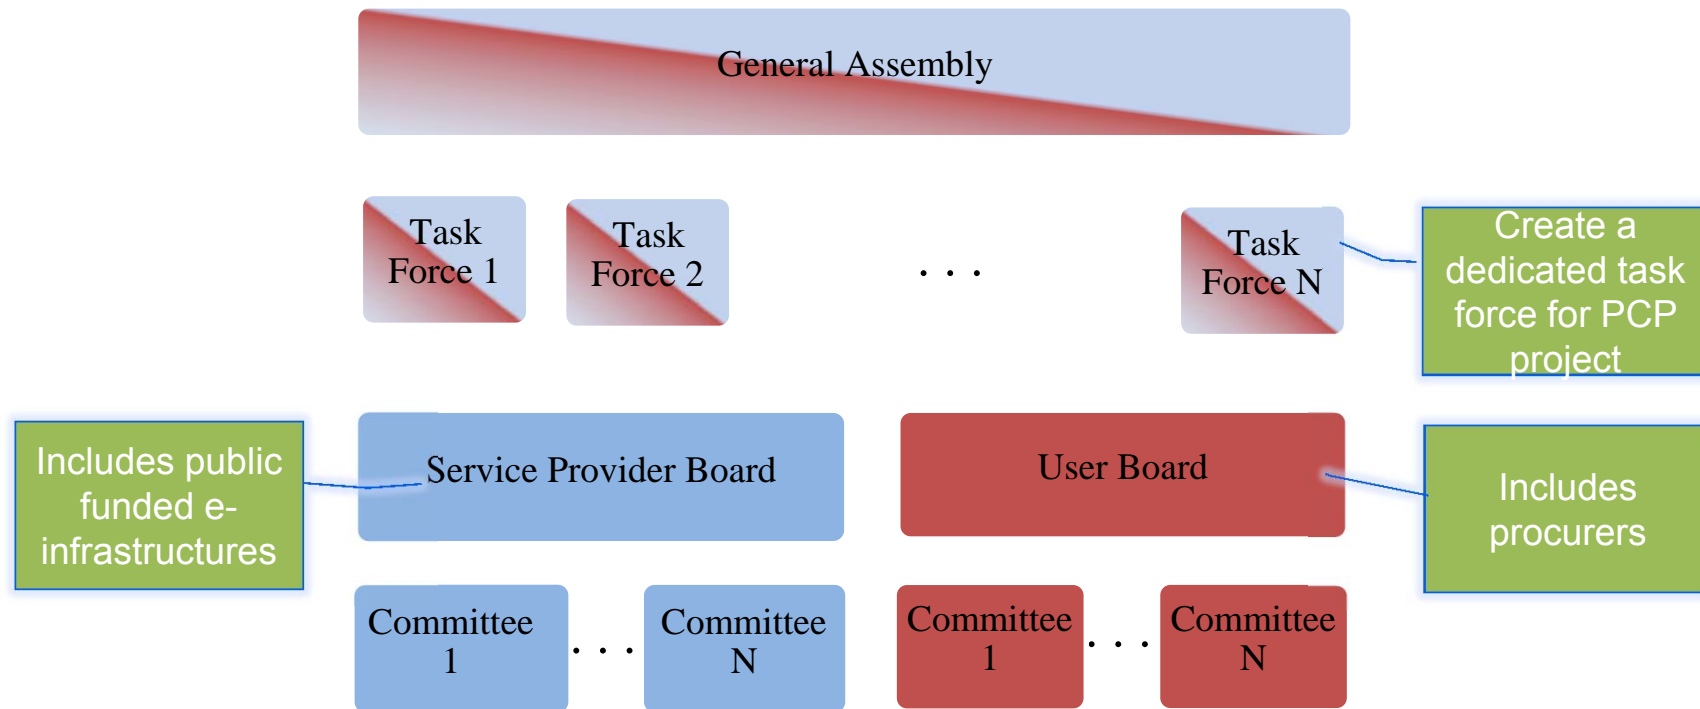 General Assembly
Task
Force 1
Task
Force 2
. . .
Task
Force N
Create a
dedicated task
force for PCP
project
Includes public
funded e-
infrastructures
Service Provider Board
User Board
Includes
procurers
Committee
1
. . .
Committee
N
Committee
1
. . .
Committee
N